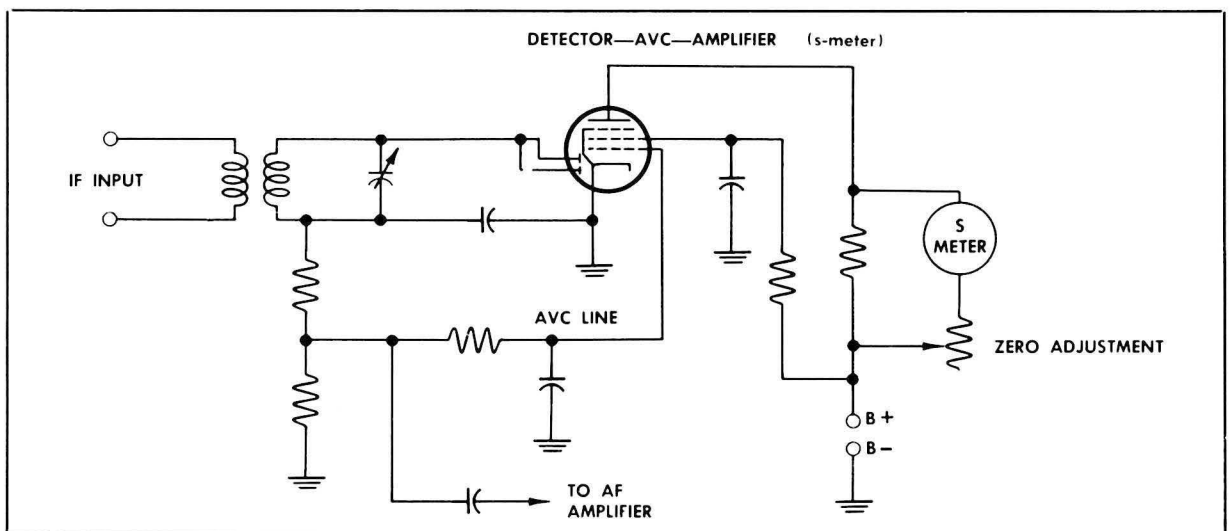 DETECTOR—AVC—AMPLIFIER (s-meter)
IF INPUT
S
METER
AVC LINE
ZERO ADJUSTMENT
B+
B-
TO AF
AMPLIFIER